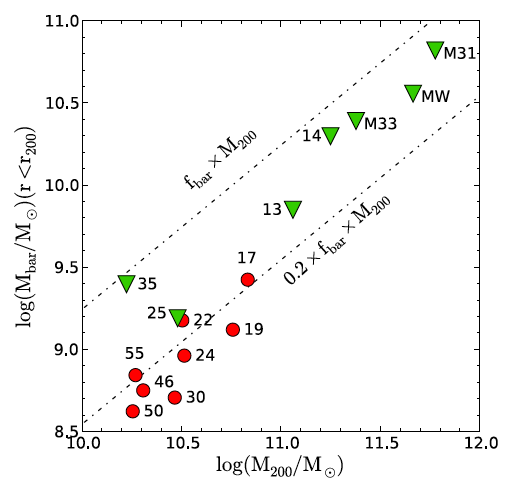 11.0
10.5
10.0
9.5
9.0
8.5
10.0 10.5 11.0 11.5 12.0
log(M_bar/M_⊙)(r<r_200)
log(M_200/M_⊙)
f_bar×M_200
0.2×f_bar×M_200
M31
MW
M33
14
13
17
35
25
22
19
24
55
46
30
50